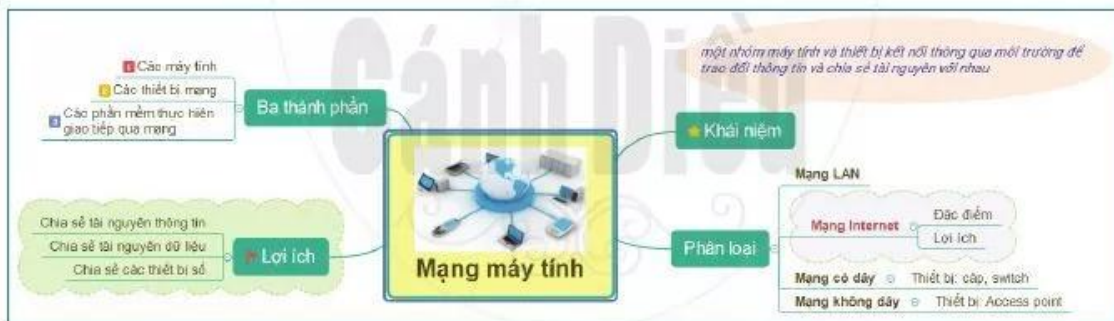 Cánh Diều
một nhóm máy tính và thiết bị kết nối thông qua môi trường để
trao đổi thông tin và chia sẻ tài nguyên với nhau
1 Các máy tính
2 Các thiết bị mạng
3 Các phần mềm thực hiện
giao tiếp qua mạng
Ba thành phần
Khái niệm
Mạng LAN
Mạng Internet
Đặc điểm
Lợi ích
Phân loại
Mạng có dây
Thiết bị: cáp, switch
Mạng không dây
Thiết bị: Access point
Chia sẻ tài nguyên thông tin
Chia sẻ tài nguyên dữ liệu
Chia sẻ các thiết bị số
Lợi ích
Mạng máy tính